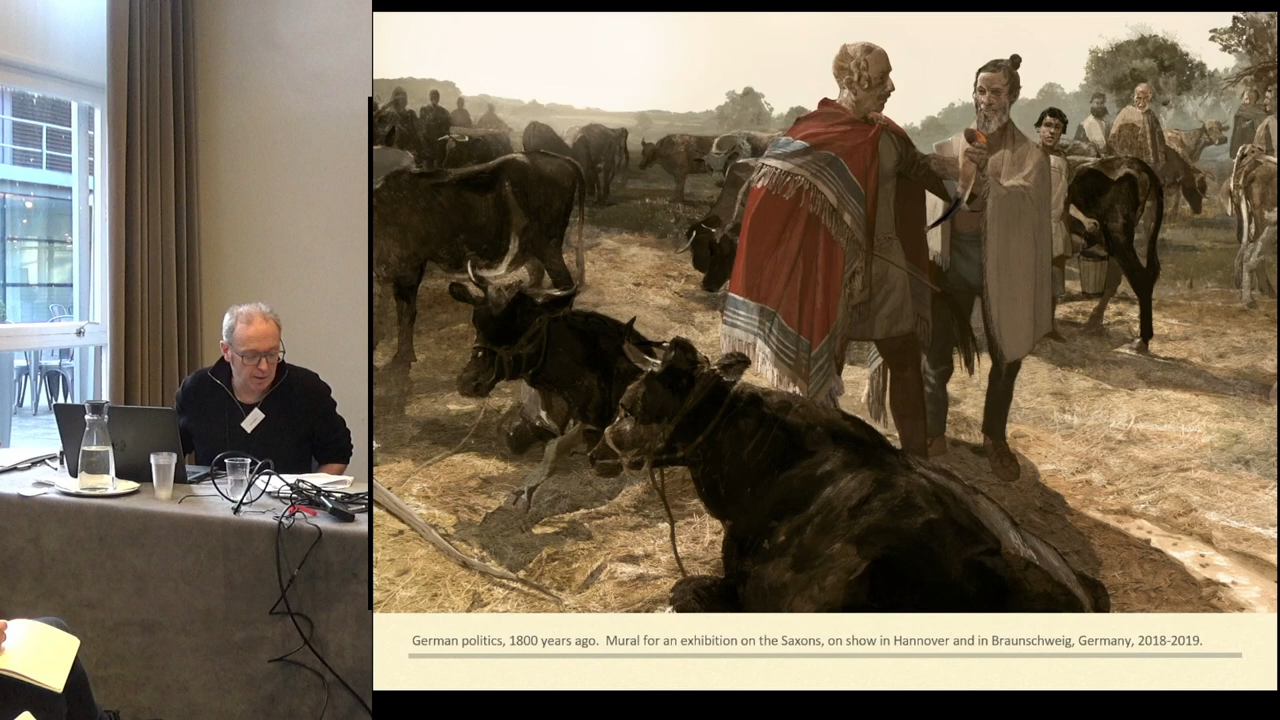 German politics, 1800 years ago.  Mural for an exhibition on the Saxons, on show in Hannover and in Braunschweig, Germany, 2018-2019.